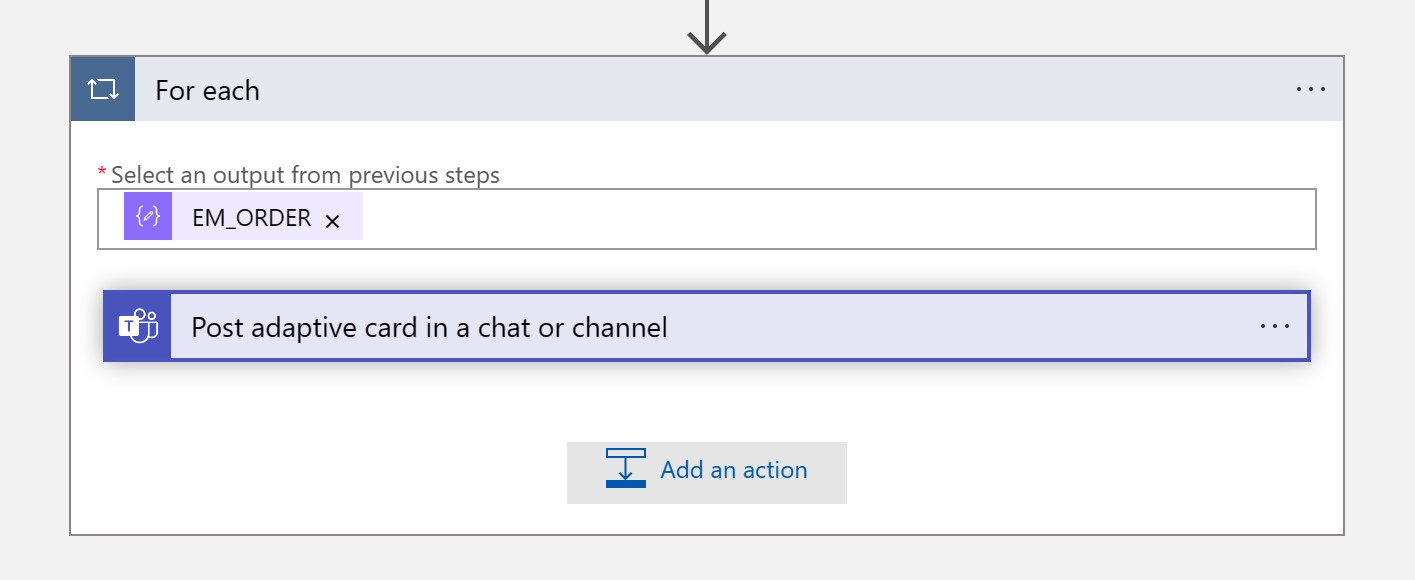 For each
* Select an output from previous steps
EM_ORDER
T
Post adaptive card in a chat or channel
Add an action